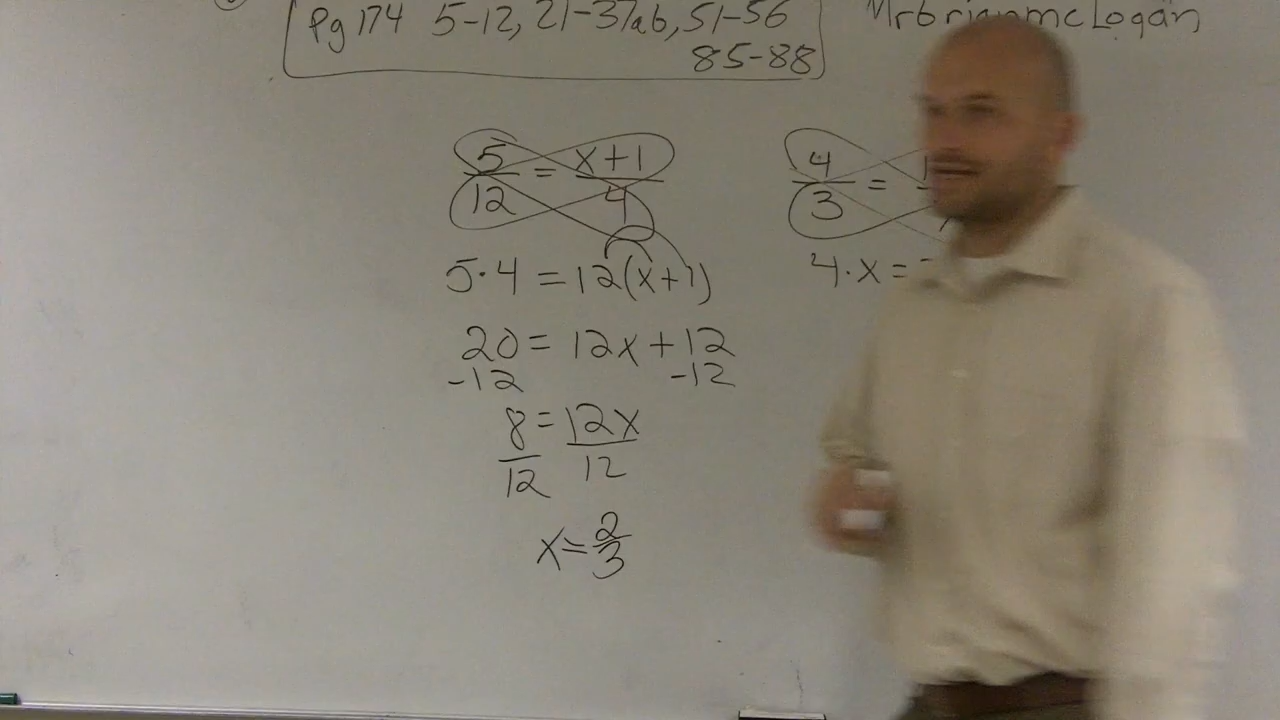 Pg 174 5-12, 21-37ab, 51-56
85-88
Mrbrianmclogan
5/12 = x+1/4
5·4 = 12(x+1)
20 = 12x + 12
-12 -12
8 = 12x
12 12
x = 2/3
4/3 =
4·x =